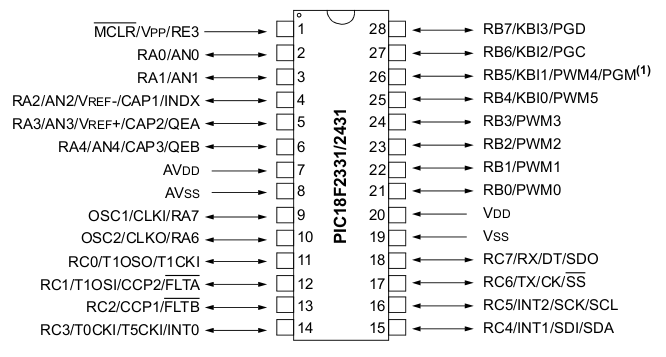 MCLR/VPP/RE3 1 28 RB7/KBI3/PGD
RA0/AN0 2 27 RB6/KBI2/PGC
RA1/AN1 3 26 RB5/KBI1/PWM4/PGM(1)
RA2/AN2/VREF-/CAP1/INDX 4 25 RB4/KBI0/PWM5
RA3/AN3/VREF+/CAP2/QEA 5 24 RB3/PWM3
RA4/AN4/CAP3/QEB 6 23 RB2/PWM2
AVDD 7 22 RB1/PWM1
AVSS 8 21 RB0/PWM0
OSC1/CLKI/RA7 9 20 VDD
OSC2/CLKO/RA6 10 19 VSS
RC0/T1OSO/T1CKI 11 18 RC7/RX/DT/SDO
RC1/T1OSI/CCP2/FLTA 12 17 RC6/TX/CK/SS
RC2/CCP1/FLTB 13 16 RC5/INT2/SCK/SCL
RC3/T0CKI/T5CKI/INT0 14 15 RC4/INT1/SDI/SDA
PIC18F2331/2431